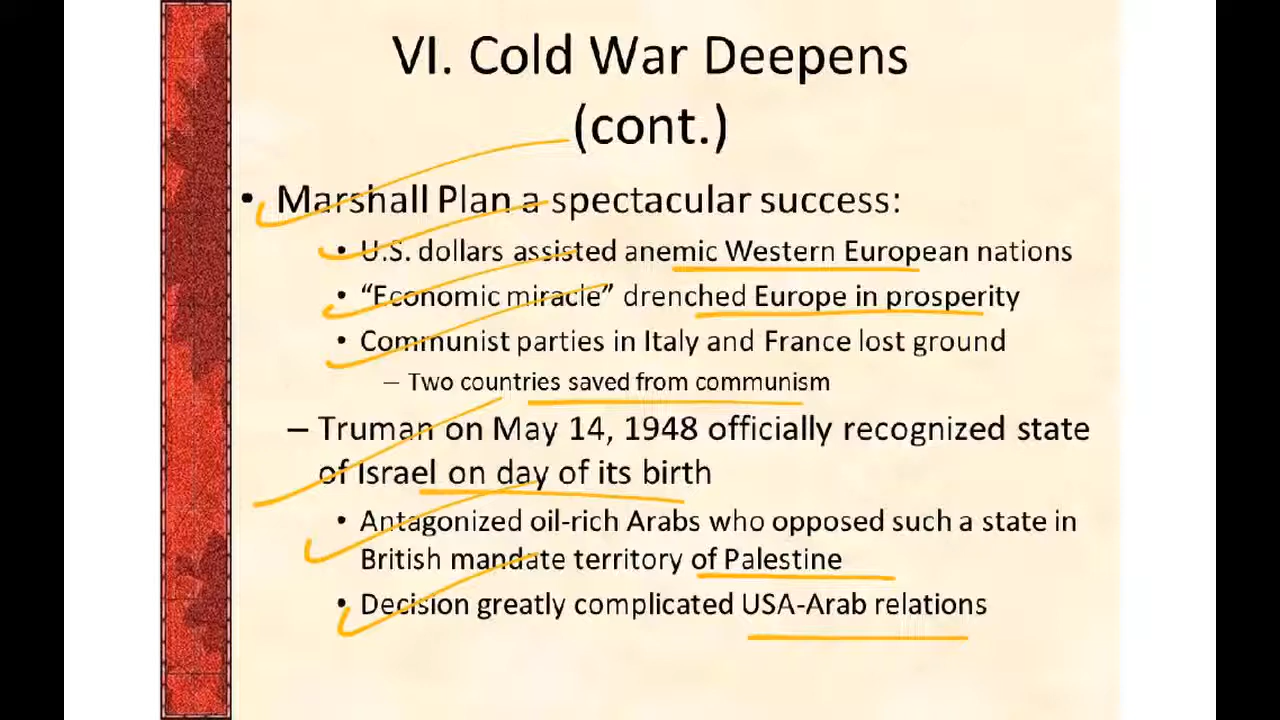 VI. Cold War Deepens
(cont.)
• Marshall Plan a spectacular success:
• U.S. dollars assisted anemic Western European nations
• “Economic miracle” drenched Europe in prosperity
• Communist parties in Italy and France lost ground
– Two countries saved from communism
– Truman on May 14, 1948 officially recognized state
of Israel on day of its birth
• Antagonized oil-rich Arabs who opposed such a state in
British mandate territory of Palestine
• Decision greatly complicated USA-Arab relations